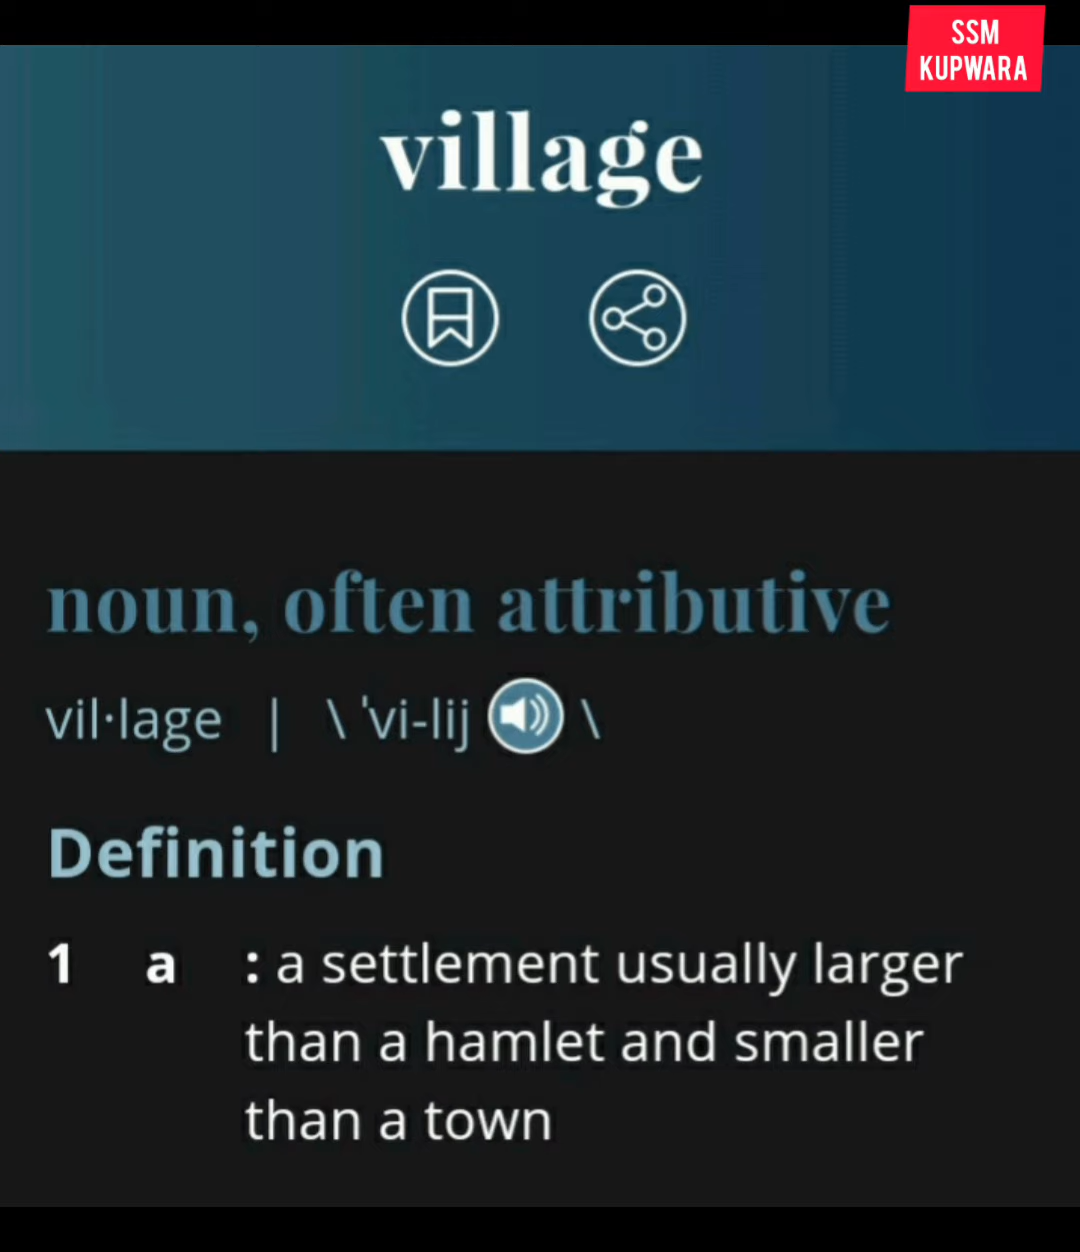 SSM
KUPWARA
village
noun, often attributive
vil·lage | \ ˈvi-lij \
Definition
1 a : a settlement usually larger
than a hamlet and smaller
than a town